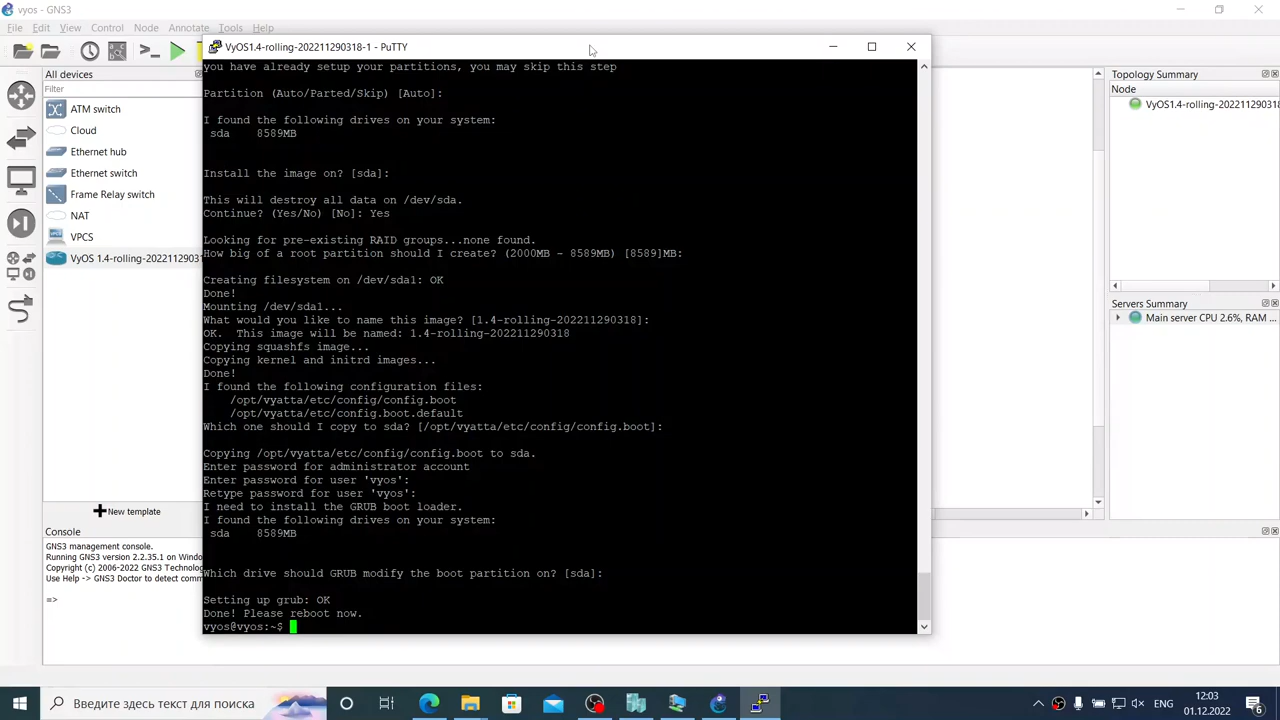 vyos - GNS3
File Edit View Control Node Annotate Tools Help
VyOS1.4-rolling-202211290318-1 - PuTTY
All devices
Filter
ATM switch
Cloud
Ethernet hub
Ethernet switch
Frame Relay switch
NAT
VPCS
VyOS 1.4-rolling-2022112903
New template
you have already setup your partitions, you may skip this step
Partition (Auto/Parted/Skip) [Auto]:
I found the following drives on your system:
sda 8589MB
Install the image on? [sda]:
This will destroy all data on /dev/sda.
Continue? (Yes/No) [No]: Yes
Looking for pre-existing RAID groups...none found.
How big of a root partition should I create? (2000MB - 8589MB) [8589]MB:
Creating filesystem on /dev/sda1: OK
Done!
Mounting /dev/sda1...
What would you like to name this image? [1.4-rolling-202211290318]:
OK. This image will be named: 1.4-rolling-202211290318
Copying squashfs image...
Copying kernel and initrd images...
Done!
I found the following configuration files:
/opt/vyatta/etc/config/config.boot
/opt/vyatta/etc/config.boot.default
Which one should I copy to sda? [/opt/vyatta/etc/config/config.boot]:
Copying /opt/vyatta/etc/config/config.boot to sda.
Enter password for administrator account
Enter password for user 'vyos':
Retype password for user 'vyos':
I need to install the GRUB boot loader.
I found the following drives on your system:
sda 8589MB
Which drive should GRUB modify the boot partition on? [sda]:
Setting up grub: OK
Done! Please reboot now.
vyos@vyos:~$
Topology Summary
Node
VyOS1.4-rolling-202211290318
Servers Summary
Main server CPU 2.6%, RAM ...
Console
GNS3 management console.
Running GNS3 version 2.2.35.1 on Windo
Copyright (c) 2006-2022 GNS3 Technolog
Use Help -> GNS3 Doctor to detect comm
=>
Введите здесь текст для поиска
ENG
12:03
01.12.2022